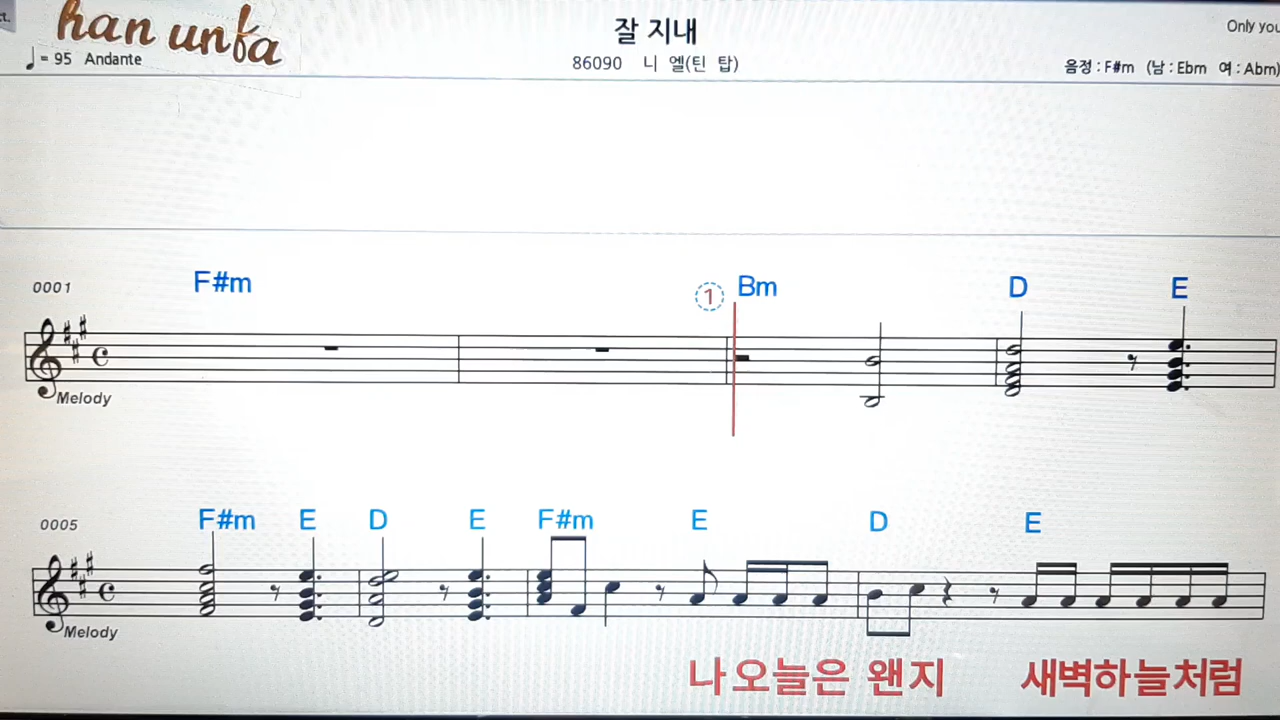 ct.
han unfa
잘 지내
Only you
♩ = 95 Andante
86090 니 엘(틴 탑)
음정 : F#m (남 : Ebm 여 : Abm)
0001 F#m ① Bm D E
Melody
0005 F#m E D E F#m E D E
Melody
나 오늘은 왠지 새벽하늘처럼